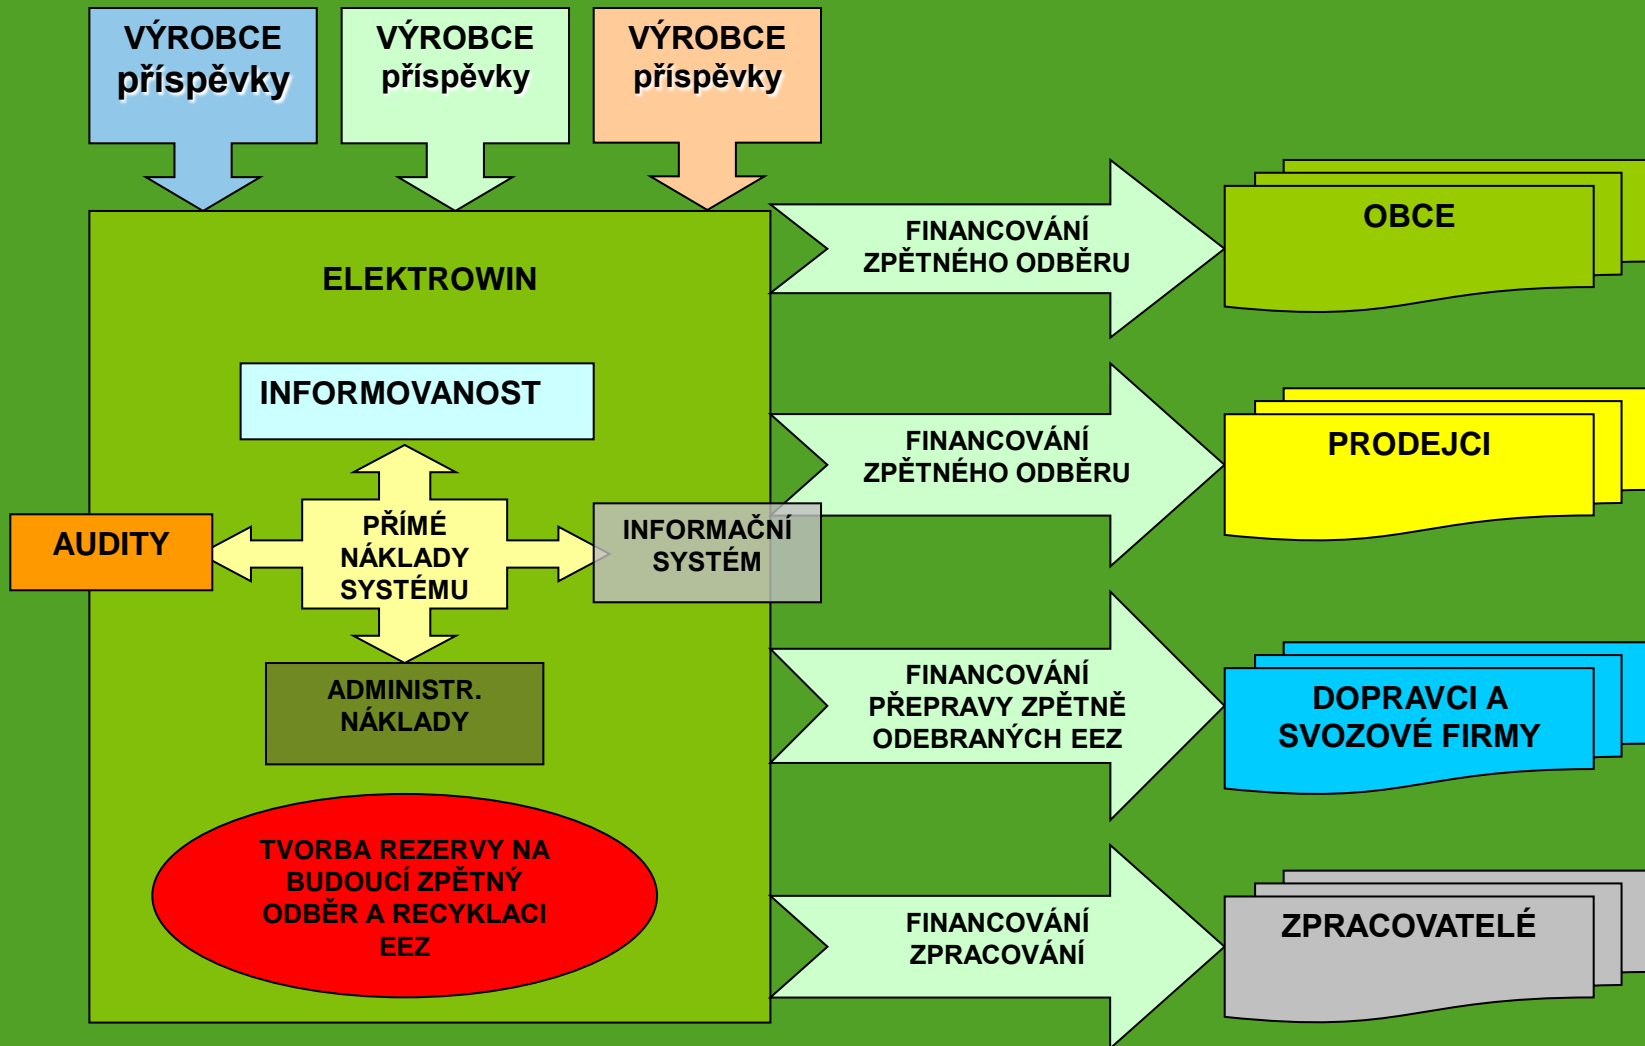 VÝROBCE
příspěvky
VÝROBCE
příspěvky
VÝROBCE
příspěvky
ELEKTROWIN
INFORMOVANOST
AUDITY
PŘÍMÉ
NÁKLADY
SYSTÉMU
INFORMAČNÍ
SYSTÉM
ADMINISTR.
NÁKLADY
TVORBA REZERVY NA
BUDOUCÍ ZPĚTNÝ
ODBĚR A RECYKLACI
EEZ
FINANCOVÁNÍ
ZPĚTNÉHO ODBĚRU
OBCE
FINANCOVÁNÍ
ZPĚTNÉHO ODBĚRU
PRODEJCI
FINANCOVÁNÍ
PŘEPRAVY ZPĚTNĚ
ODEBRANÝCH EEZ
DOPRAVCI A
SVOZOVÉ FIRMY
FINANCOVÁNÍ
ZPRACOVÁNÍ
ZPRACOVATELÉ